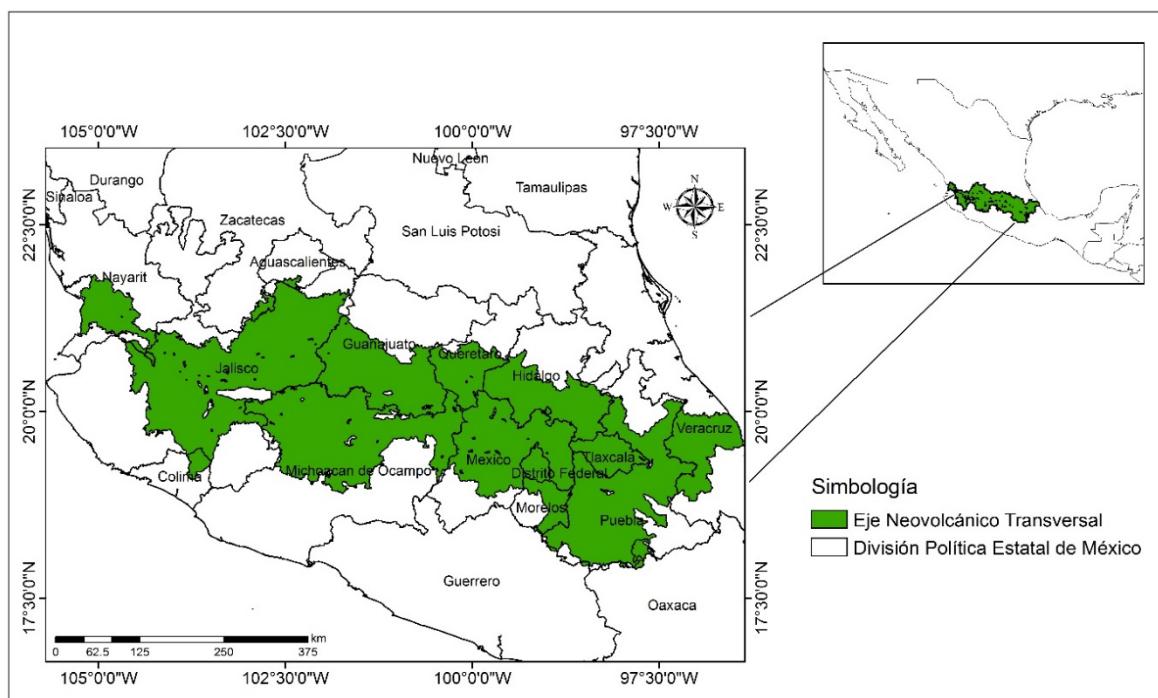 105°0'0"W 102°30'0"W 100°0'0"W 97°30'0"W
22°30'0"N
20°0'0"N
17°30'0"N
Nuevo León
Durango
Tamaulipas
Sinaloa
Zacatecas
San Luis Potosí
Aguascalientes
Nayarit
Guanajuato
Querétaro
Jalisco
Hidalgo
Veracruz
Tlaxcala
Mexico
Distrito Federal
Michoacan de Ocampo
Colima
Morelos
Puebla
Guerrero
Oaxaca
N
W E
S
22°30'0"N
20°0'0"N
17°30'0"N
km
0 62.5 125 250 375
105°0'0"W 102°30'0"W 100°0'0"W 97°30'0"W
Simbología
Eje Neovolcánico Transversal
División Política Estatal de México